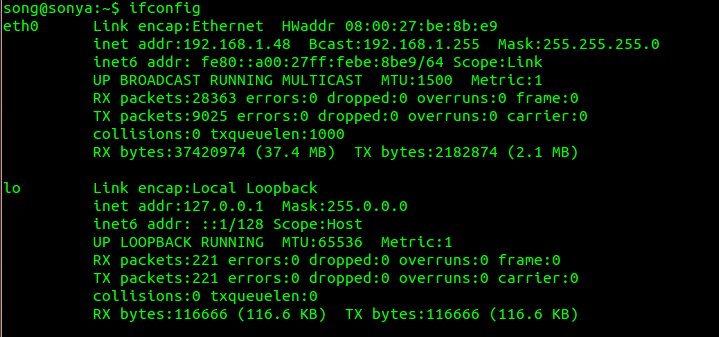 song@sonya:~$ ifconfig
eth0      Link encap:Ethernet  HWaddr 08:00:27:be:8b:e9
          inet addr:192.168.1.48  Bcast:192.168.1.255  Mask:255.255.255.0
          inet6 addr: fe80::a00:27ff:febe:8be9/64 Scope:Link
          UP BROADCAST RUNNING MULTICAST  MTU:1500  Metric:1
          RX packets:28363 errors:0 dropped:0 overruns:0 frame:0
          TX packets:9025 errors:0 dropped:0 overruns:0 carrier:0
          collisions:0 txqueuelen:1000
          RX bytes:37420974 (37.4 MB)  TX bytes:2182874 (2.1 MB)

lo        Link encap:Local Loopback
          inet addr:127.0.0.1  Mask:255.0.0.0
          inet6 addr: ::1/128 Scope:Host
          UP LOOPBACK RUNNING  MTU:65536  Metric:1
          RX packets:221 errors:0 dropped:0 overruns:0 frame:0
          TX packets:221 errors:0 dropped:0 overruns:0 carrier:0
          collisions:0 txqueuelen:0
          RX bytes:116666 (116.6 KB)  TX bytes:116666 (116.6 KB)